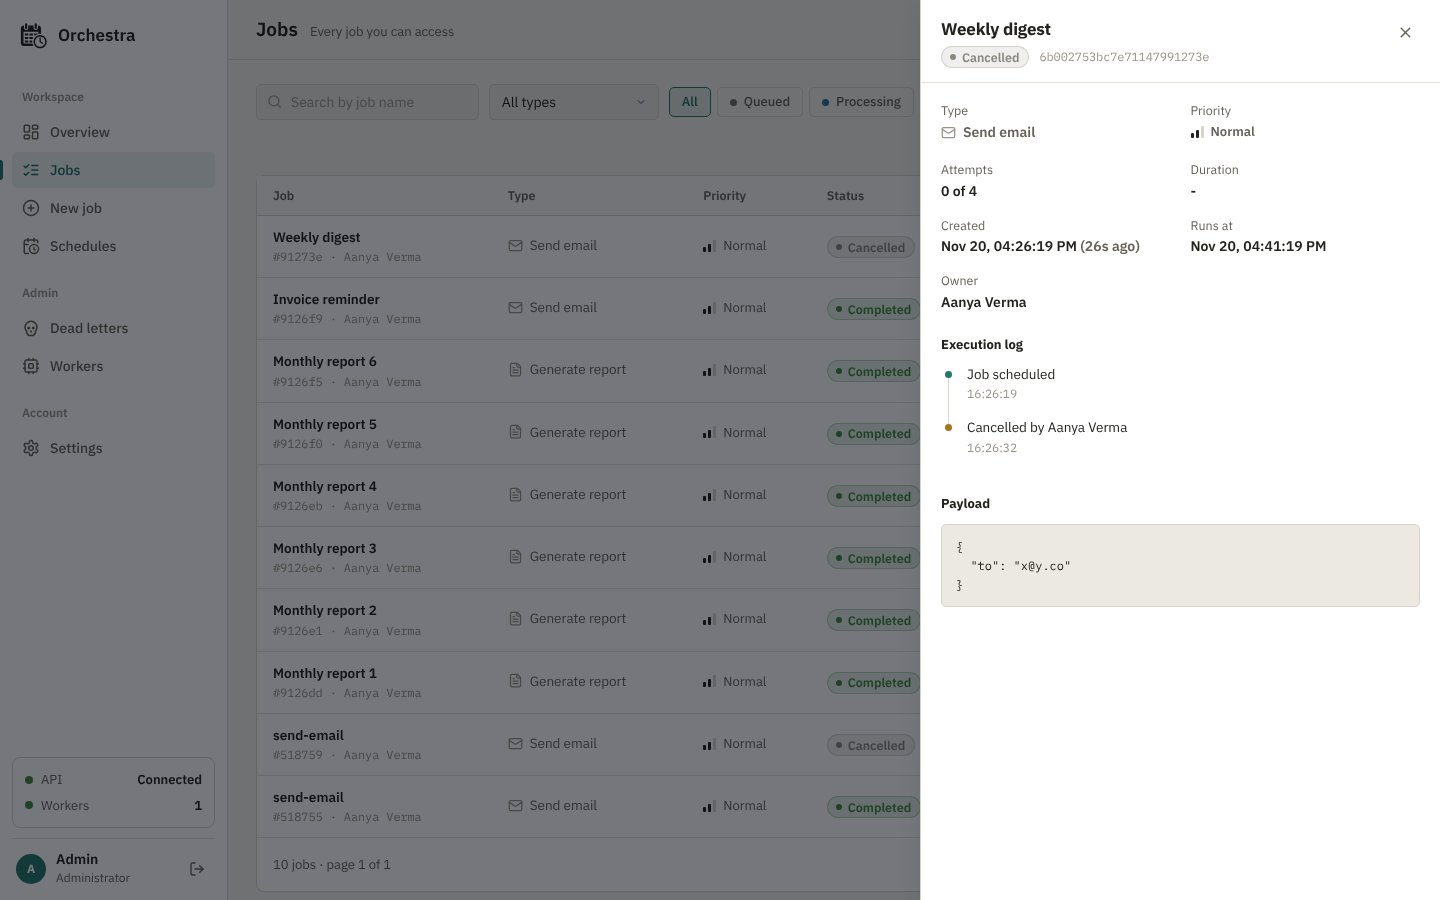 Orchestra
Workspace
Overview
Jobs
New job
Schedules
Admin
Dead letters
Workers
Account
Settings
API Connected
Workers 1
A
Admin
Administrator
Jobs Every job you can access
Search by job name
All types
All
Queued
Processing
Job Type Priority Status
Weekly digest
#91273e · Aanya Verma
Send email Normal Cancelled
Invoice reminder
#9126f9 · Aanya Verma
Send email Normal Completed
Monthly report 6
#9126f5 · Aanya Verma
Generate report Normal Completed
Monthly report 5
#9126f0 · Aanya Verma
Generate report Normal Completed
Monthly report 4
#9126eb · Aanya Verma
Generate report Normal Completed
Monthly report 3
#9126e6 · Aanya Verma
Generate report Normal Completed
Monthly report 2
#9126e1 · Aanya Verma
Generate report Normal Completed
Monthly report 1
#9126dd · Aanya Verma
Generate report Normal Completed
send-email
#518759 · Aanya Verma
Send email Normal Cancelled
send-email
#518755 · Aanya Verma
Send email Normal Completed
10 jobs · page 1 of 1
Weekly digest
Cancelled 6b002753bc7e71147991273e
Type
Send email
Priority
Normal
Attempts
0 of 4
Duration
-
Created
Nov 20, 04:26:19 PM (26s ago)
Runs at
Nov 20, 04:41:19 PM
Owner
Aanya Verma
Execution log
Job scheduled
16:26:19
Cancelled by Aanya Verma
16:26:32
Payload
{
"to": "x@y.co"
}